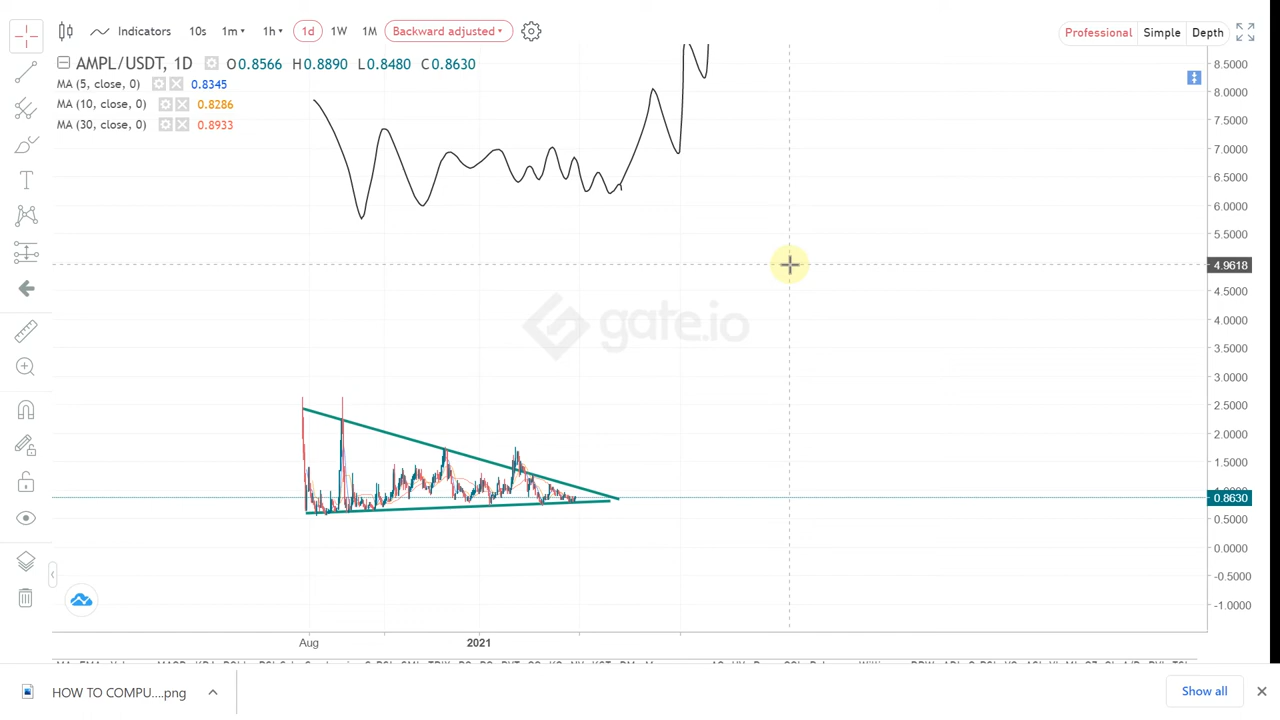 Indicators 10s 1m 1h 1d 1W 1M Backward adjusted Professional Simple Depth
AMPL/USDT, 1D O0.8566 H0.8890 L0.8480 C0.8630
MA (5, close, 0) 0.8345
MA (10, close, 0) 0.8286
MA (30, close, 0) 0.8933
8.5000
8.0000
7.5000
7.0000
6.5000
6.0000
5.5000
4.9618
4.5000
4.0000
3.5000
3.0000
2.5000
2.0000
1.5000
0.8630
0.5000
0.0000
-0.5000
-1.0000
gate.io
Aug 2021
HOW TO COMPU....png Show all